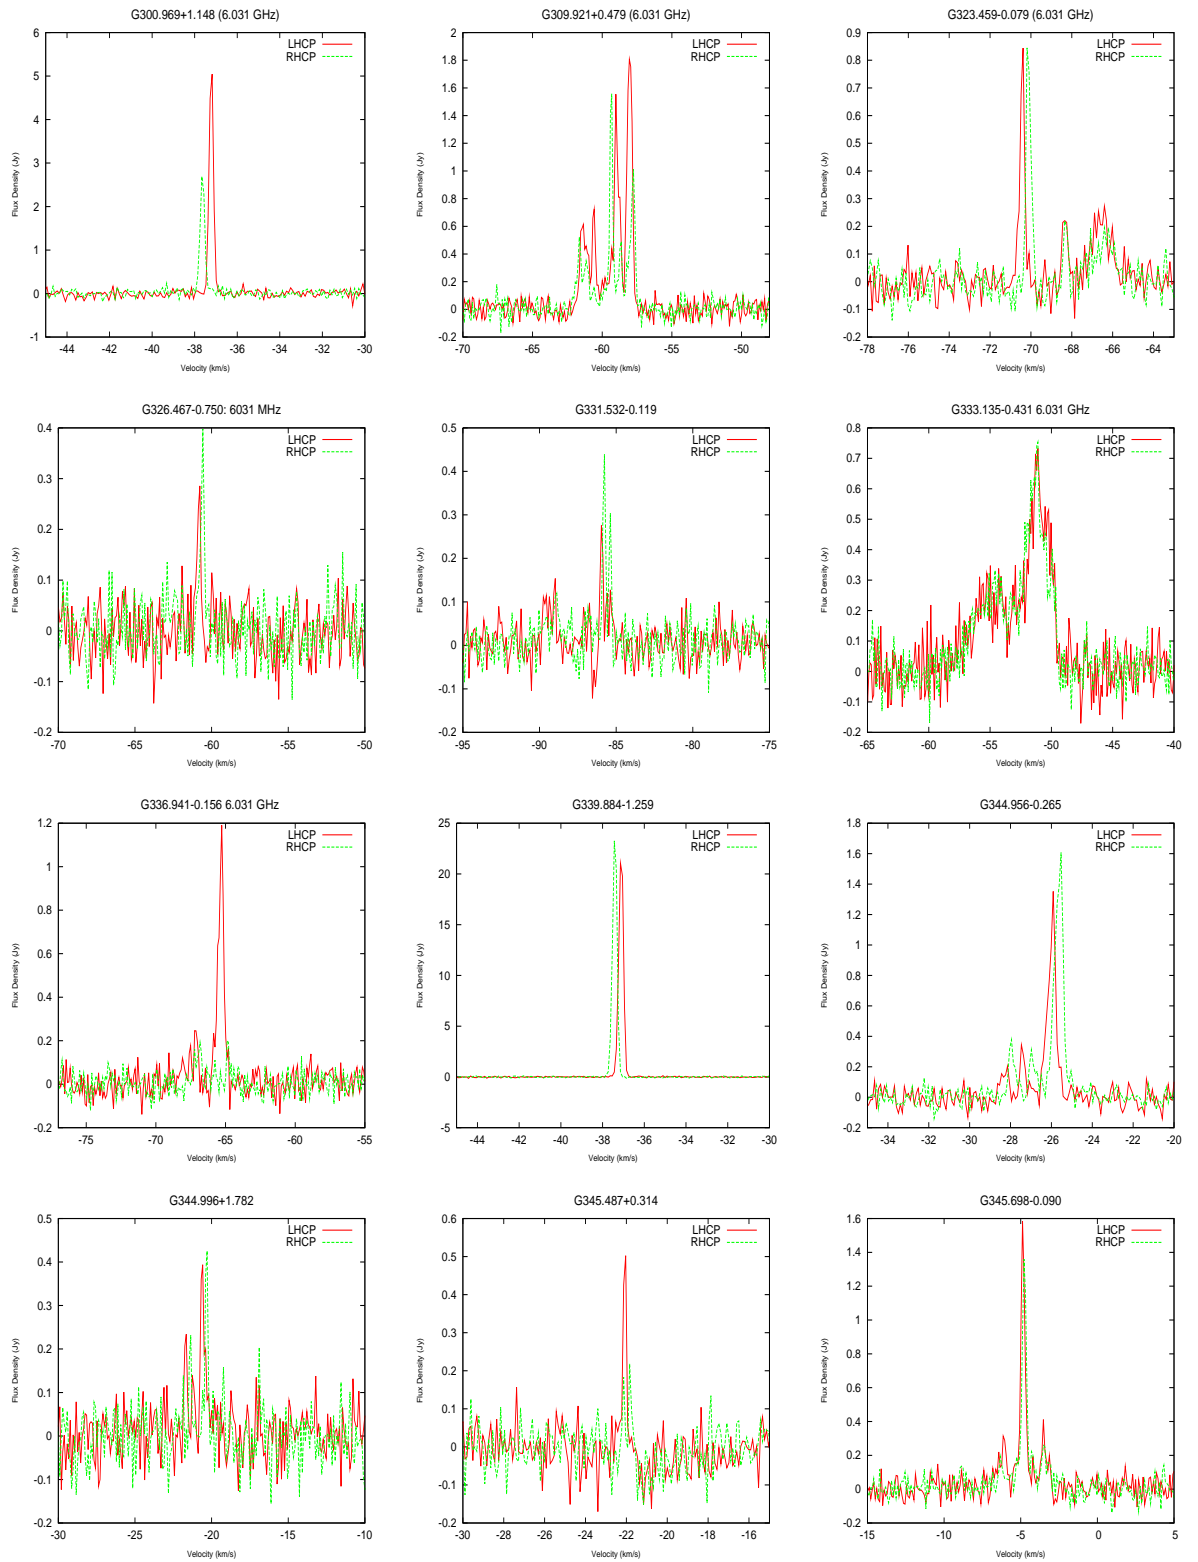 G300.969+1.148 (6.031 GHz)
LHCP
RHCP
6
5
4
3
2
1
0
-1
Flux Density (Jy)
-44 -42 -40 -38 -36 -34 -32 -30
Velocity (km/s)
G309.921+0.479 (6.031 GHz)
LHCP
RHCP
2
1.8
1.6
1.4
1.2
1
0.8
0.6
0.4
0.2
0
-0.2
Flux Density (Jy)
-70 -65 -60 -55 -50
Velocity (km/s)
G323.459-0.079 (6.031 GHz)
LHCP
RHCP
0.9
0.8
0.7
0.6
0.5
0.4
0.3
0.2
0.1
0
-0.1
-0.2
Flux Density (Jy)
-78 -76 -74 -72 -70 -68 -66 -64
Velocity (km/s)
G326.467-0.750: 6031 MHz
LHCP
RHCP
0.4
0.3
0.2
0.1
0
-0.1
-0.2
Flux Density (Jy)
-70 -65 -60 -55 -50
Velocity (km/s)
G331.532-0.119
LHCP
RHCP
0.5
0.4
0.3
0.2
0.1
0
-0.1
-0.2
Flux Density (Jy)
-95 -90 -85 -80 -75
Velocity (km/s)
G333.135-0.431 6.031 GHz
LHCP
RHCP
0.8
0.7
0.6
0.5
0.4
0.3
0.2
0.1
0
-0.1
-0.2
Flux Density (Jy)
-65 -60 -55 -50 -45 -40
Velocity (km/s)
G336.941-0.156 6.031 GHz
LHCP
RHCP
1.2
1
0.8
0.6
0.4
0.2
0
-0.2
Flux Density (Jy)
-75 -70 -65 -60 -55
Velocity (km/s)
G339.884-1.259
LHCP
RHCP
25
20
15
10
5
0
-5
Flux Density (Jy)
-44 -42 -40 -38 -36 -34 -32 -30
Velocity (km/s)
G344.956-0.265
LHCP
RHCP
1.8
1.6
1.4
1.2
1
0.8
0.6
0.4
0.2
0
-0.2
Flux Density (Jy)
-34 -32 -30 -28 -26 -24 -22 -20
Velocity (km/s)
G344.996+1.782
LHCP
RHCP
0.5
0.4
0.3
0.2
0.1
0
-0.1
-0.2
Flux Density (Jy)
-30 -25 -20 -15 -10
Velocity (km/s)
G345.487+0.314
LHCP
RHCP
0.6
0.5
0.4
0.3
0.2
0.1
0
-0.1
-0.2
Flux Density (Jy)
-30 -28 -26 -24 -22 -20 -18 -16
Velocity (km/s)
G345.698-0.090
LHCP
RHCP
1.6
1.4
1.2
1
0.8
0.6
0.4
0.2
0
-0.2
Flux Density (Jy)
-15 -10 -5 0 5
Velocity (km/s)